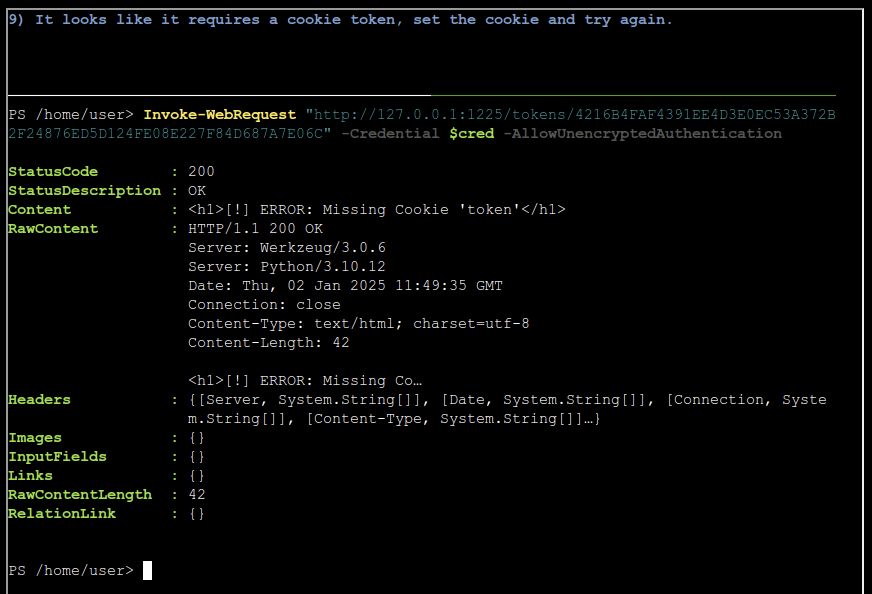 9) It looks like it requires a cookie token, set the cookie and try again.
PS /home/user> Invoke-WebRequest "http://127.0.0.1:1225/tokens/4216B4FAF4391EE4D3E0EC53A372B
2F24876ED5D124FE08E227F84D687A7E06C" -Credential $cred -AllowUnencryptedAuthentication
StatusCode : 200
StatusDescription : OK
Content : <h1>[!] ERROR: Missing Cookie 'token'</h1>
RawContent : HTTP/1.1 200 OK
Server: Werkzeug/3.0.6
Server: Python/3.10.12
Date: Thu, 02 Jan 2025 11:49:35 GMT
Connection: close
Content-Type: text/html; charset=utf-8
Content-Length: 42
<h1>[!] ERROR: Missing Co…
Headers : {[Server, System.String[]], [Date, System.String[]], [Connection, Syste
m.String[]], [Content-Type, System.String[]]…}
Images : {}
InputFields : {}
Links : {}
RawContentLength : 42
RelationLink : {}
PS /home/user>